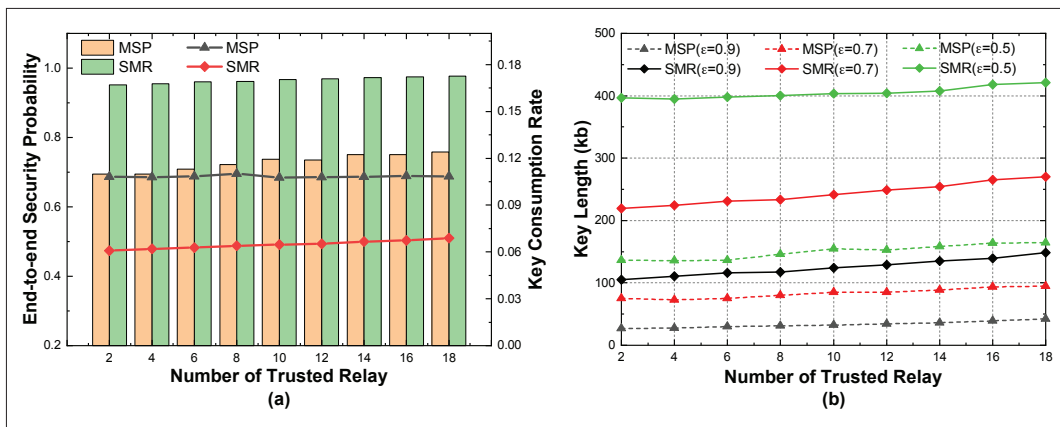 MSP MSP
SMR SMR
1.0
0.8
0.6
0.4
0.2
End-to-end Security Probability
0.18
0.15
0.12
0.09
0.06
0.03
0.00
Key Consumption Rate
2 4 6 8 10 12 14 16 18
Number of Trusted Relay
(a)
MSP(ε=0.9) MSP(ε=0.7) MSP(ε=0.5)
SMR(ε=0.9) SMR(ε=0.7) SMR(ε=0.5)
500
400
300
200
100
0
Key Length (kb)
2 4 6 8 10 12 14 16 18
Number of Trusted Relay
(b)